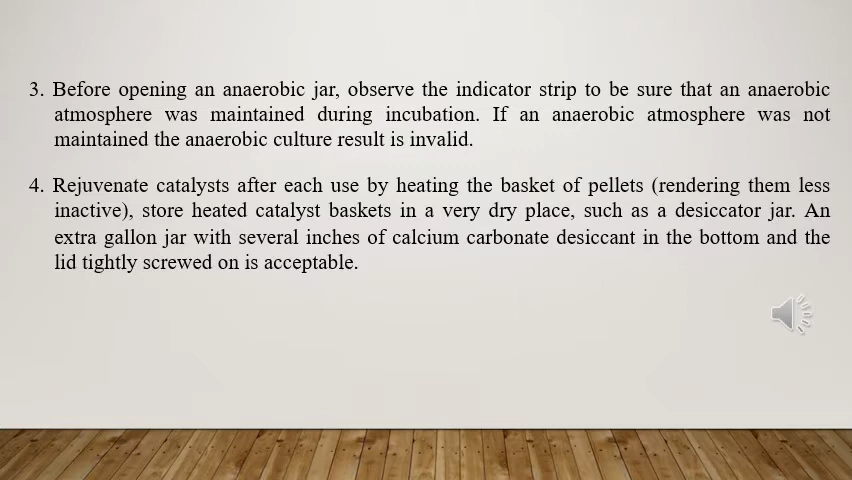 3. Before opening an anaerobic jar, observe the indicator strip to be sure that an anaerobic
atmosphere was maintained during incubation. If an anaerobic atmosphere was not
maintained the anaerobic culture result is invalid.
4. Rejuvenate catalysts after each use by heating the basket of pellets (rendering them less
inactive), store heated catalyst baskets in a very dry place, such as a desiccator jar. An
extra gallon jar with several inches of calcium carbonate desiccant in the bottom and the
lid tightly screwed on is acceptable.